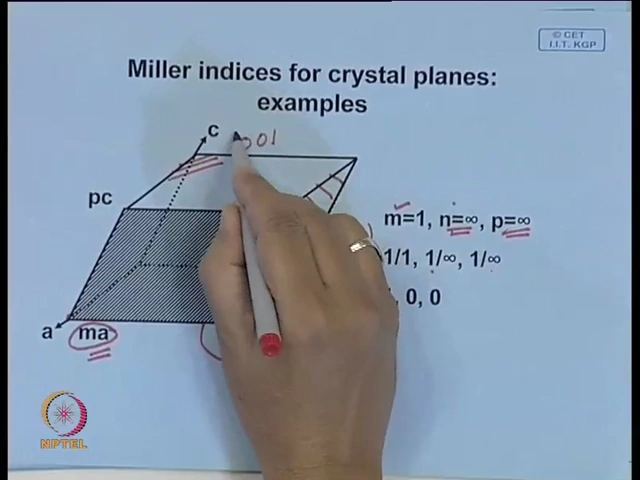 © CET
I.I.T. KGP
Miller indices for crystal planes:
examples
c
001
pc
m=1, n=∞, p=∞
1/1, 1/∞, 1/∞
, 0, 0
a
ma
NPTEL